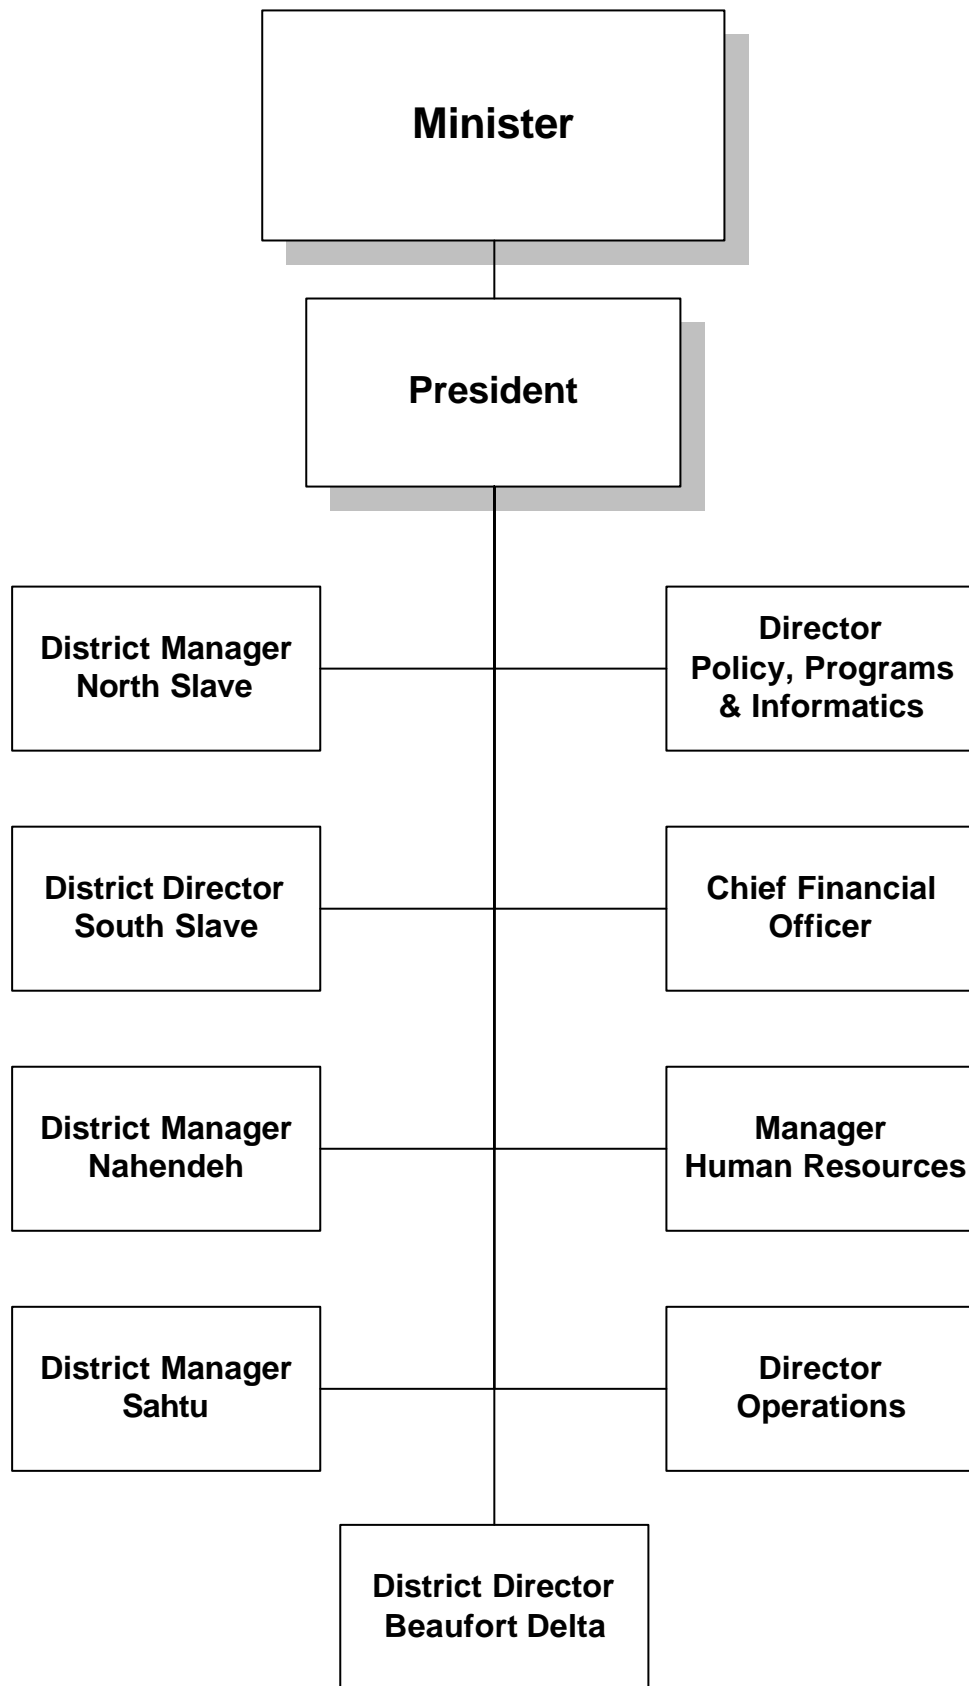 Minister
President
District Manager
North Slave
Director
Policy, Programs
& Informatics
District Director
South Slave
Chief Financial
Officer
District Manager
Nahendeh
Manager
Human Resources
District Manager
Sahtu
Director
Operations
District Director
Beaufort Delta